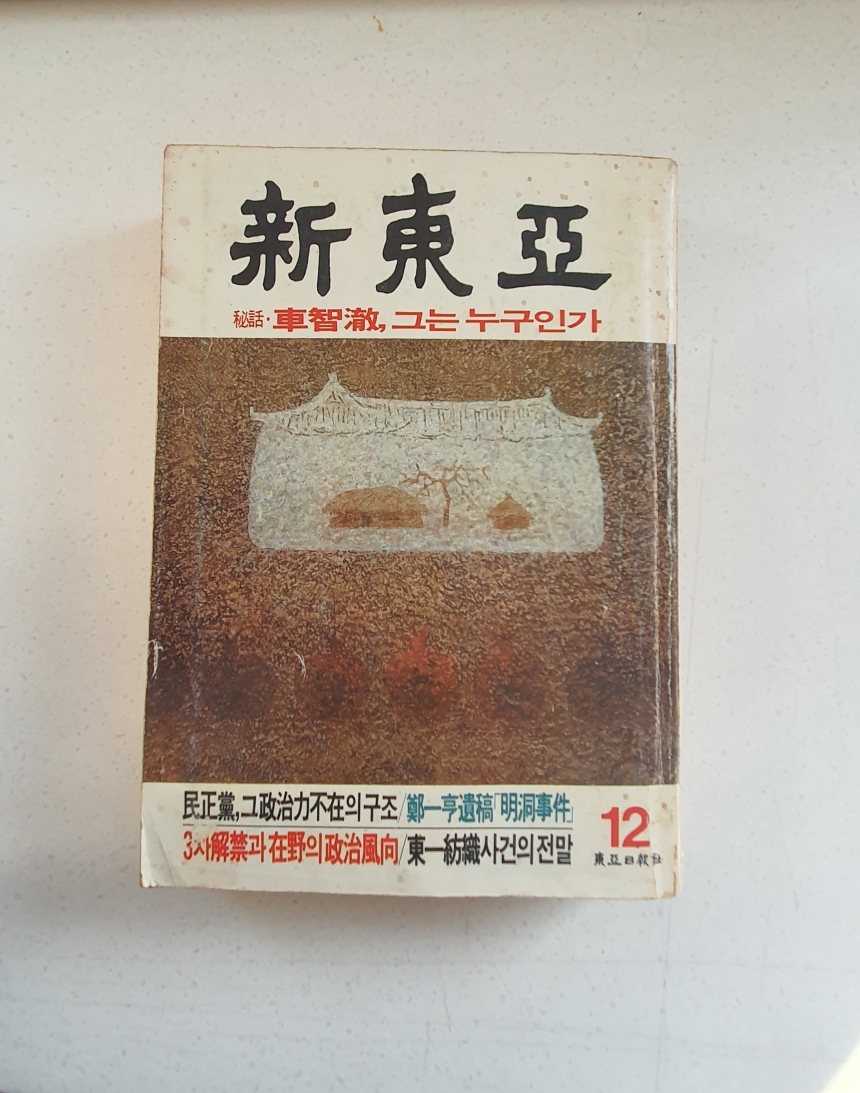 新東亞
秘話·車智澈, 그는 누구인가
民正黨, 그政治力不在의 구조/鄭一亨遺稿「明洞事件」
3차解禁과 在野의 政治風向/東一紡織사건의 전말
12
東亞日報社